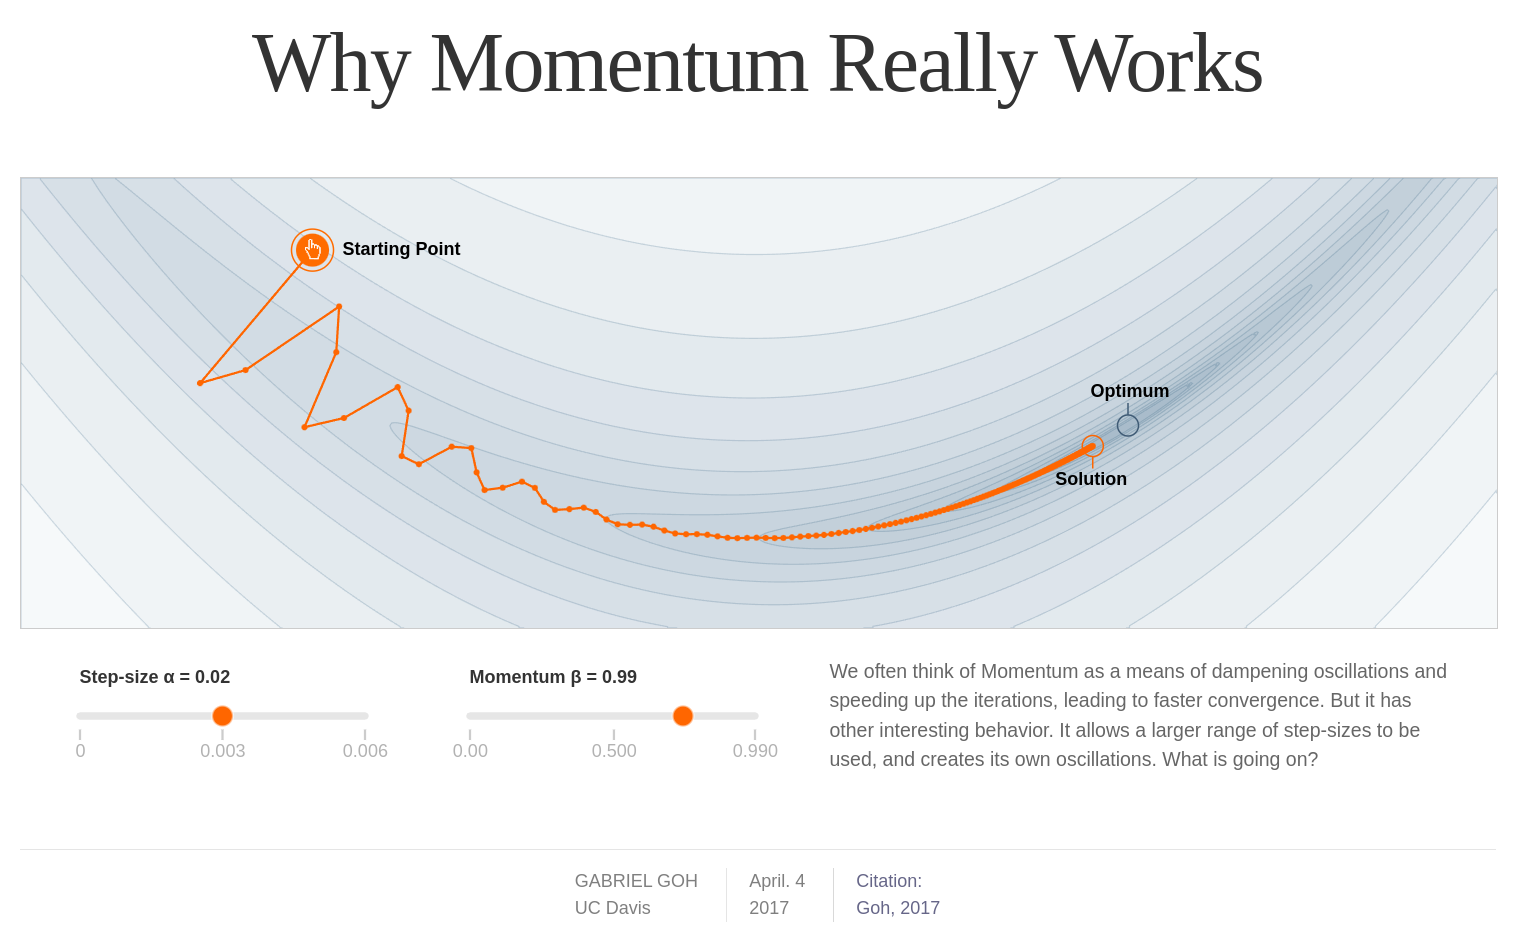 Why Momentum Really Works
Starting Point
Optimum
Solution
Step-size α = 0.02
0
0.003
0.006
Momentum β = 0.99
0.00
0.500
0.990
We often think of Momentum as a means of dampening oscillations and
speeding up the iterations, leading to faster convergence. But it has
other interesting behavior. It allows a larger range of step-sizes to be
used, and creates its own oscillations. What is going on?
GABRIEL GOH
UC Davis
April. 4
2017
Citation:
Goh, 2017